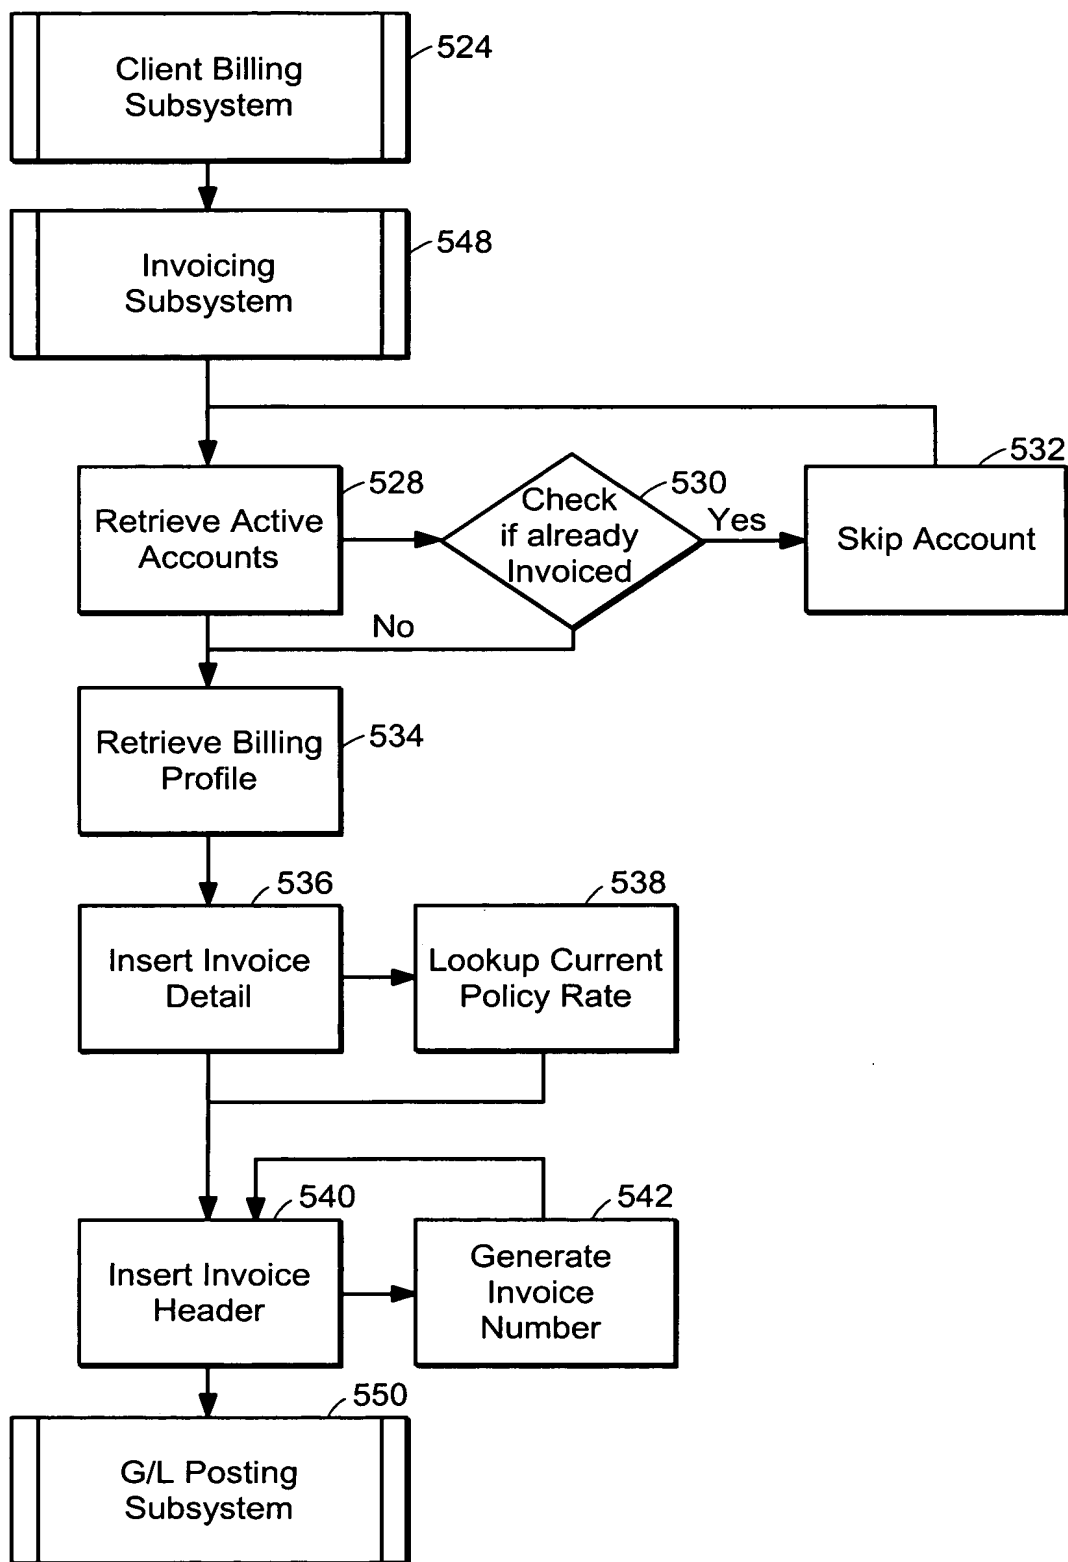 Client Billing
Subsystem
524
Invoicing
Subsystem
548
Retrieve Active
Accounts
528
Check
if already
Invoiced
530
Yes
Skip Account
532
No
Retrieve Billing
Profile
534
Insert Invoice
Detail
536
Lookup Current
Policy Rate
538
Insert Invoice
Header
540
Generate
Invoice
Number
542
G/L Posting
Subsystem
550